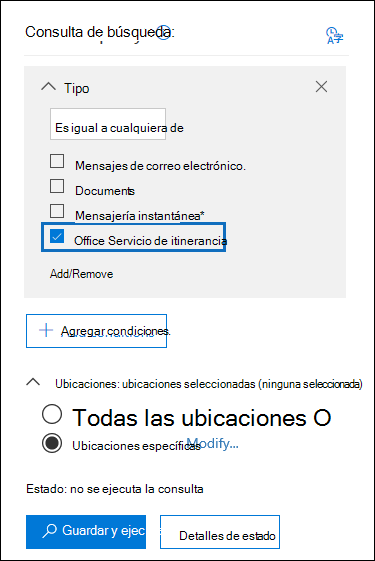 Consulta de búsqueda:
Tipo
Es igual a cualquiera de
Mensajes de correo electrónico.
Documents
Mensajería instantánea*
Office Servicio de itinerancia
Add/Remove
Agregar condiciones.
Ubicaciones: ubicaciones seleccionadas (ninguna seleccionada)
Todas las ubicaciones O
Ubicaciones específicas Modify...
Estado: no se ejecuta la consulta
Guardar y ejec
Detalles de estado